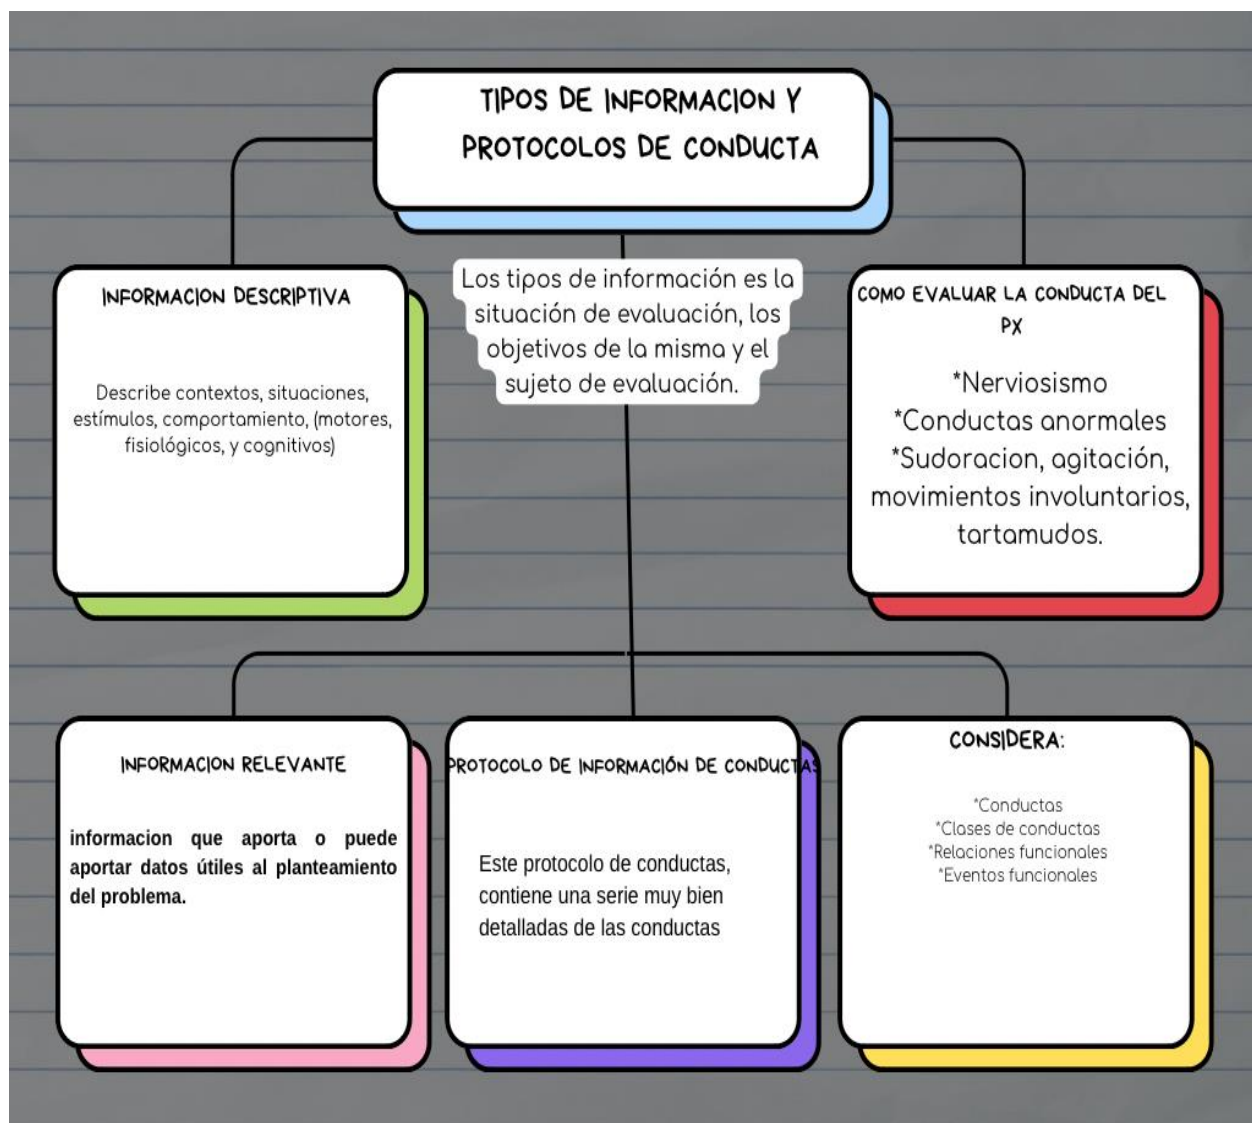 TIPOS DE INFORMACION Y
PROTOCOLOS DE CONDUCTA
Los tipos de información es la
situación de evaluación, los
objetivos de la misma y el
sujeto de evaluación.
INFORMACION DESCRIPTIVA
Describe contextos, situaciones,
estímulos, comportamiento, (motores,
fisiológicos, y cognitivos)
COMO EVALUAR LA CONDUCTA DEL
PX
*Nerviosismo
*Conductas anormales
*Sudoracion, agitación,
movimientos involuntarios,
tartamudos.
INFORMACION RELEVANTE
informacion que aporta o puede
aportar datos útiles al planteamiento
del problema.
PROTOCOLO DE INFORMACIÓN DE CONDUCTAS
Este protocolo de conductas,
contiene una serie muy bien
detalladas de las conductas
CONSIDERA:
*Conductas
*Clases de conductas
*Relaciones funcionales
*Eventos funcionales